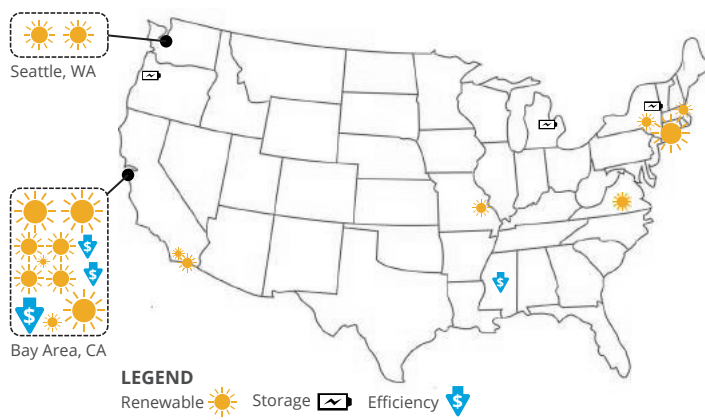 Seattle, WA
$
$
$
$
Bay Area, CA
LEGEND
Renewable Storage Efficiency $